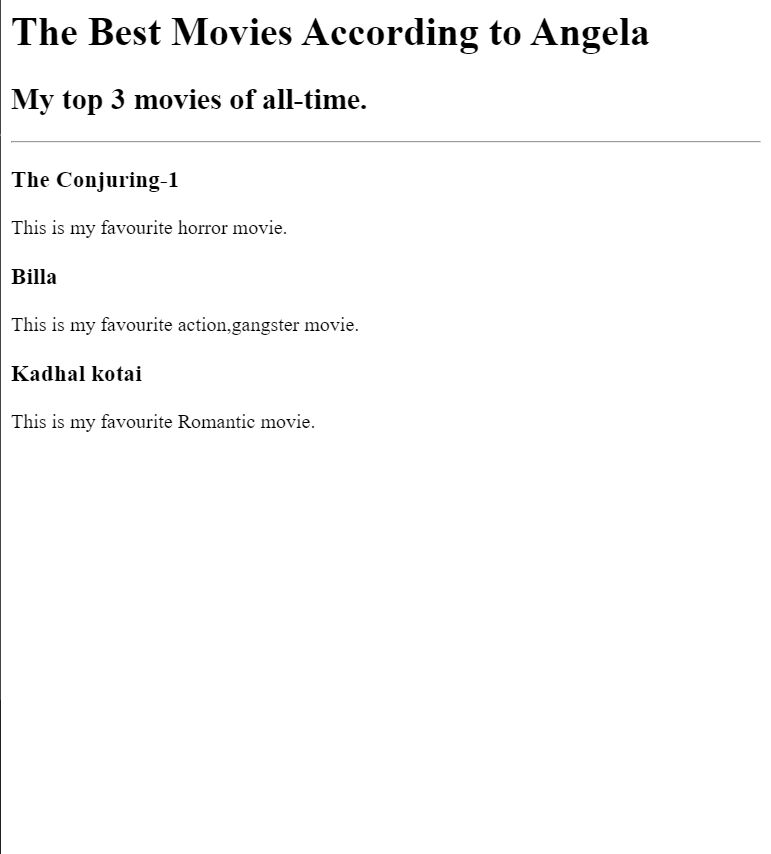 The Best Movies According to Angela
My top 3 movies of all-time.
The Conjuring-1
This is my favourite horror movie.
Billa
This is my favourite action,gangster movie.
Kadhal kotai
This is my favourite Romantic movie.